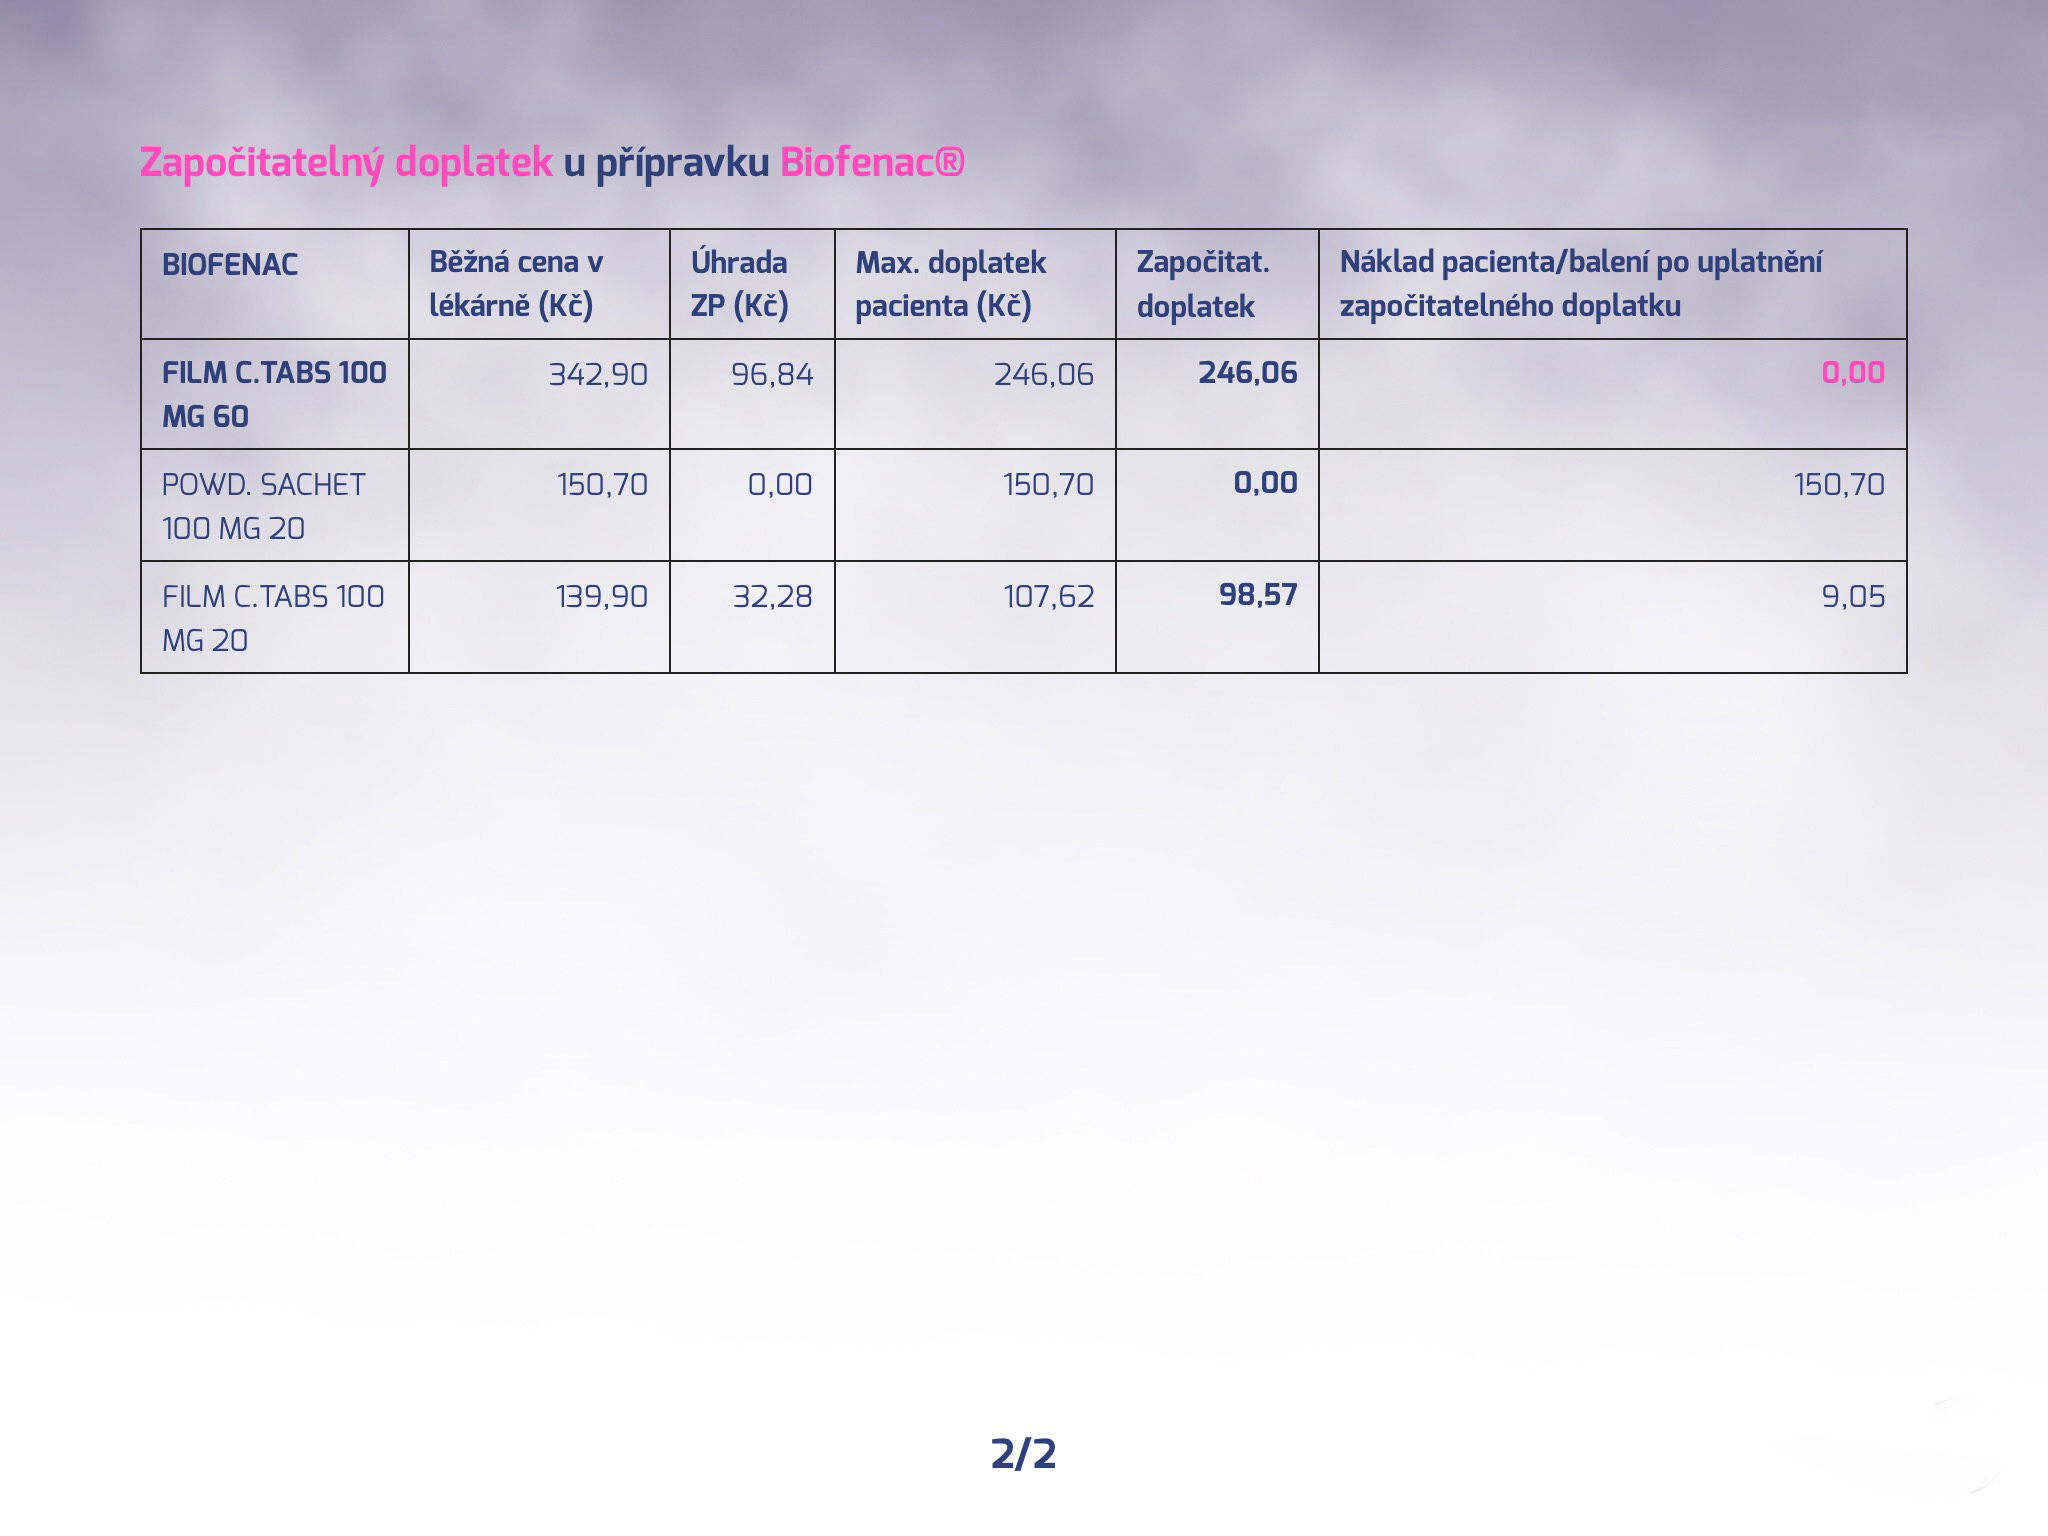 Započitatelný doplatek u přípravku Biofenac®
BIOFENAC
Běžná cena v
lékárně (Kč)
Úhrada
ZP (Kč)
Max. doplatek
pacienta (Kč)
Započitat.
doplatek
Náklad pacienta/balení po uplatnění
započitatelného doplatku
FILM C.TABS 100
MG 60
342,90
96,84
246,06
246,06
0,00
POWD. SACHET
100 MG 20
150,70
0,00
150,70
0,00
150,70
FILM C.TABS 100
MG 20
139,90
32,28
107,62
98,57
9,05
2/2